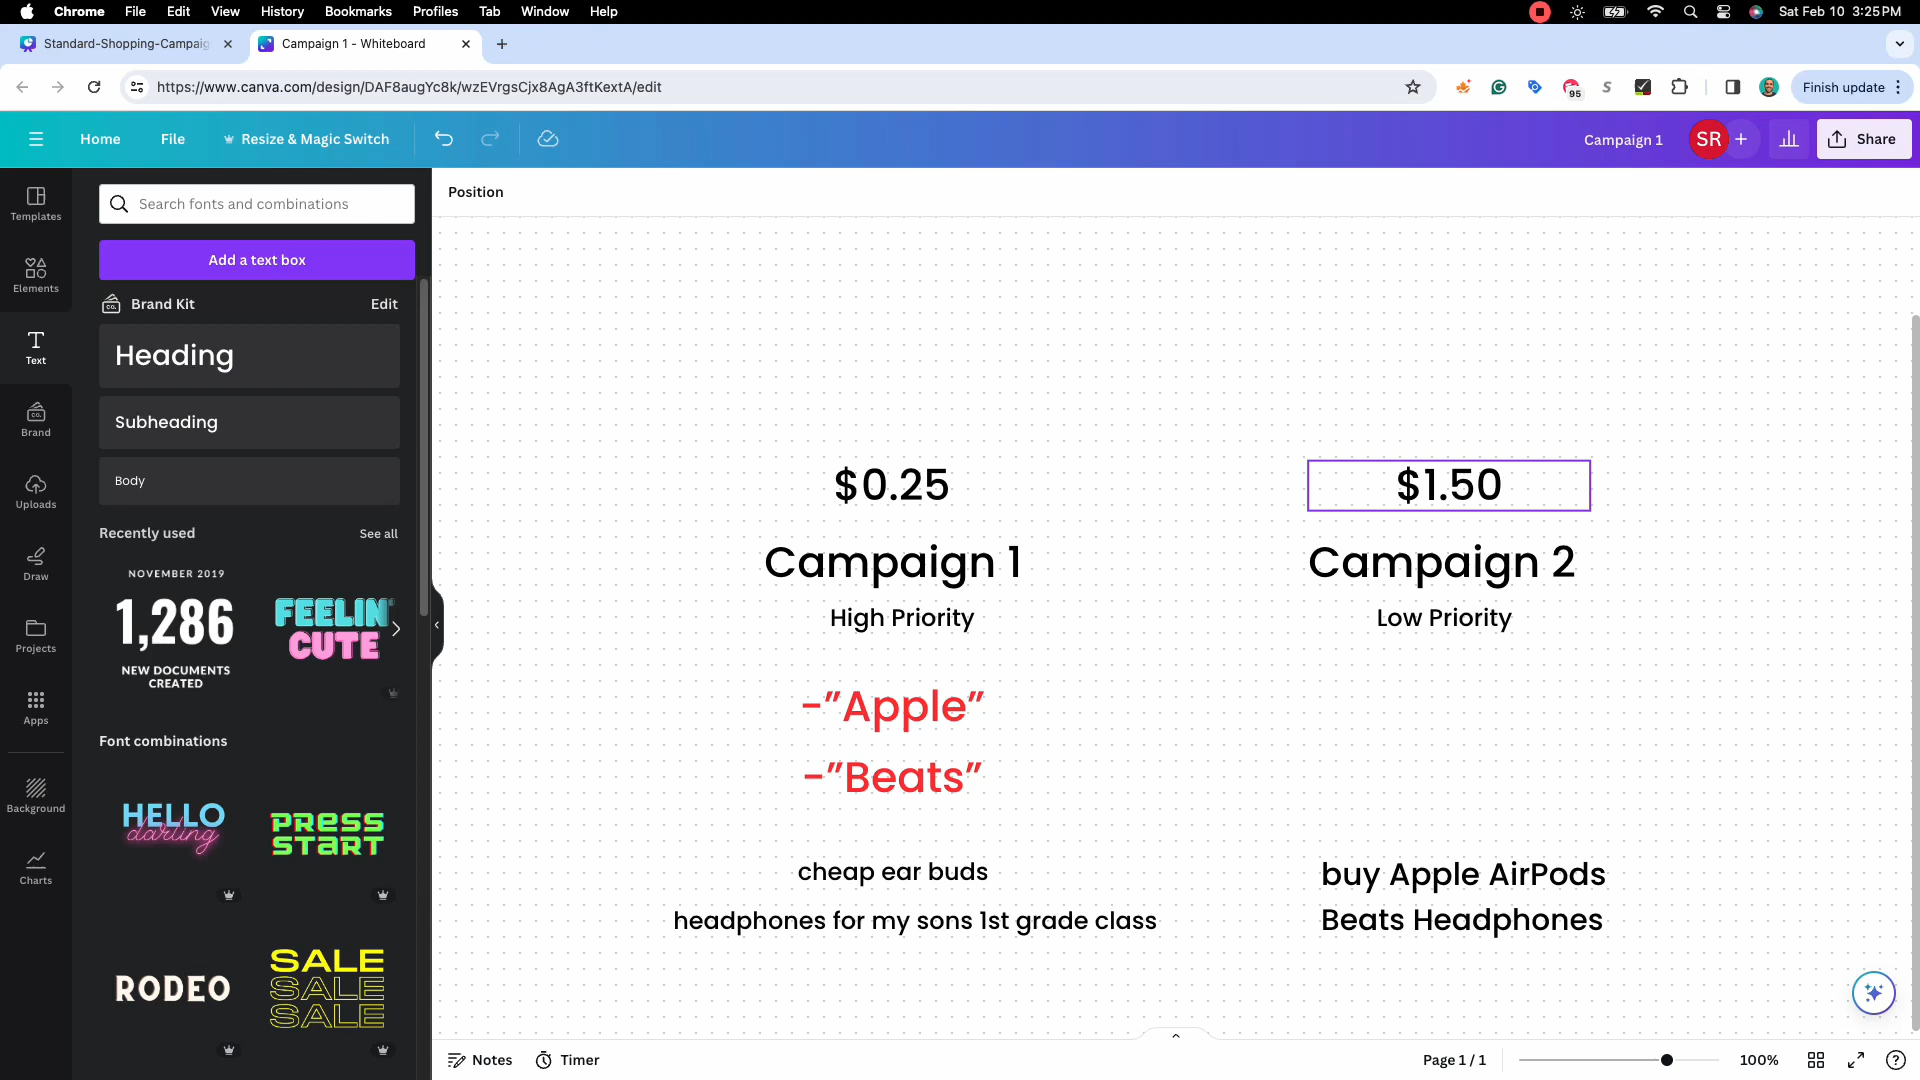 Chrome File Edit View History Bookmarks Profiles Tab Window Help Sat Feb 10 3:25 PM
Standard-Shopping-Campaig Campaign 1 - Whiteboard
https://www.canva.com/design/DAF8augYc8k/wzEVrgsCjx8AgA3ftKextA/edit 95 Finish update
Home File Resize & Magic Switch Campaign 1 SR Share
Templates
Elements
Text
Brand
Uploads
Draw
Projects
Apps
Background
Charts
Search fonts and combinations
Add a text box
Brand Kit Edit
Heading
Subheading
Body
Recently used See all
NOVEMBER 2019
1,286
NEW DOCUMENTS
CREATED
FEELIN'
CUTE
Font combinations
HELLO
darling
PRESS
START
RODEO
SALE
SALE
SALE
Position
$0.25
Campaign 1
High Priority
-"Apple"
-"Beats"
cheap ear buds
headphones for my sons 1st grade class
$1.50
Campaign 2
Low Priority
buy Apple AirPods
Beats Headphones
Notes Timer Page 1 / 1 100%